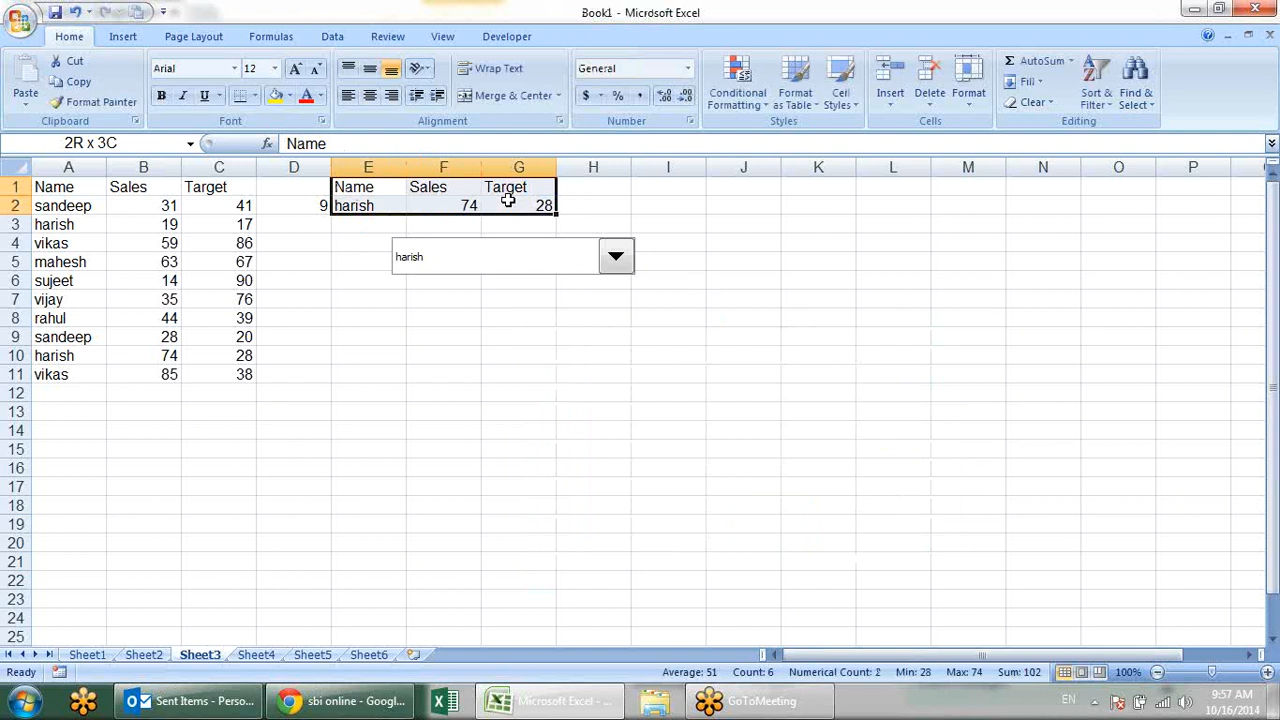 Book1 - Microsoft Excel
Home Insert Page Layout Formulas Data Review View Developer
Paste
Cut
Copy
Format Painter
Clipboard
Arial 12
B I U
A A A
Font
Wrap Text
Merge & Center
Alignment
General
$ % ,
Number
Conditional Formatting
Format as Table
Cell Styles
Styles
Insert Delete Format
Cells
Σ AutoSum
Fill
Clear
Sort & Filter
Find & Select
Editing
2R x 3C fx Name
A B C D E F G H I J K L M N O P
1 Name Sales Target Name Sales Target
2 sandeep 31 41 9 harish 74 28
3 harish 19 17
4 vikas 59 86
harish
5 mahesh 63 67
6 sujeet 14 90
7 vijay 35 76
8 rahul 44 39
9 sandeep 28 20
10 harish 74 28
11 vikas 85 38
12
13
14
15
16
17
18
19
20
21
22
23
24
25
Sheet1 Sheet2 Sheet3 Sheet4 Sheet5 Sheet6
Ready Average: 51 Count: 6 Numerical Count: 2 Min: 28 Max: 74 Sum: 102 100%
Sent Items - Perso... sbi online - Googl... Microsoft Excel - ... GoToMeeting EN 9:57 AM
10/16/2014